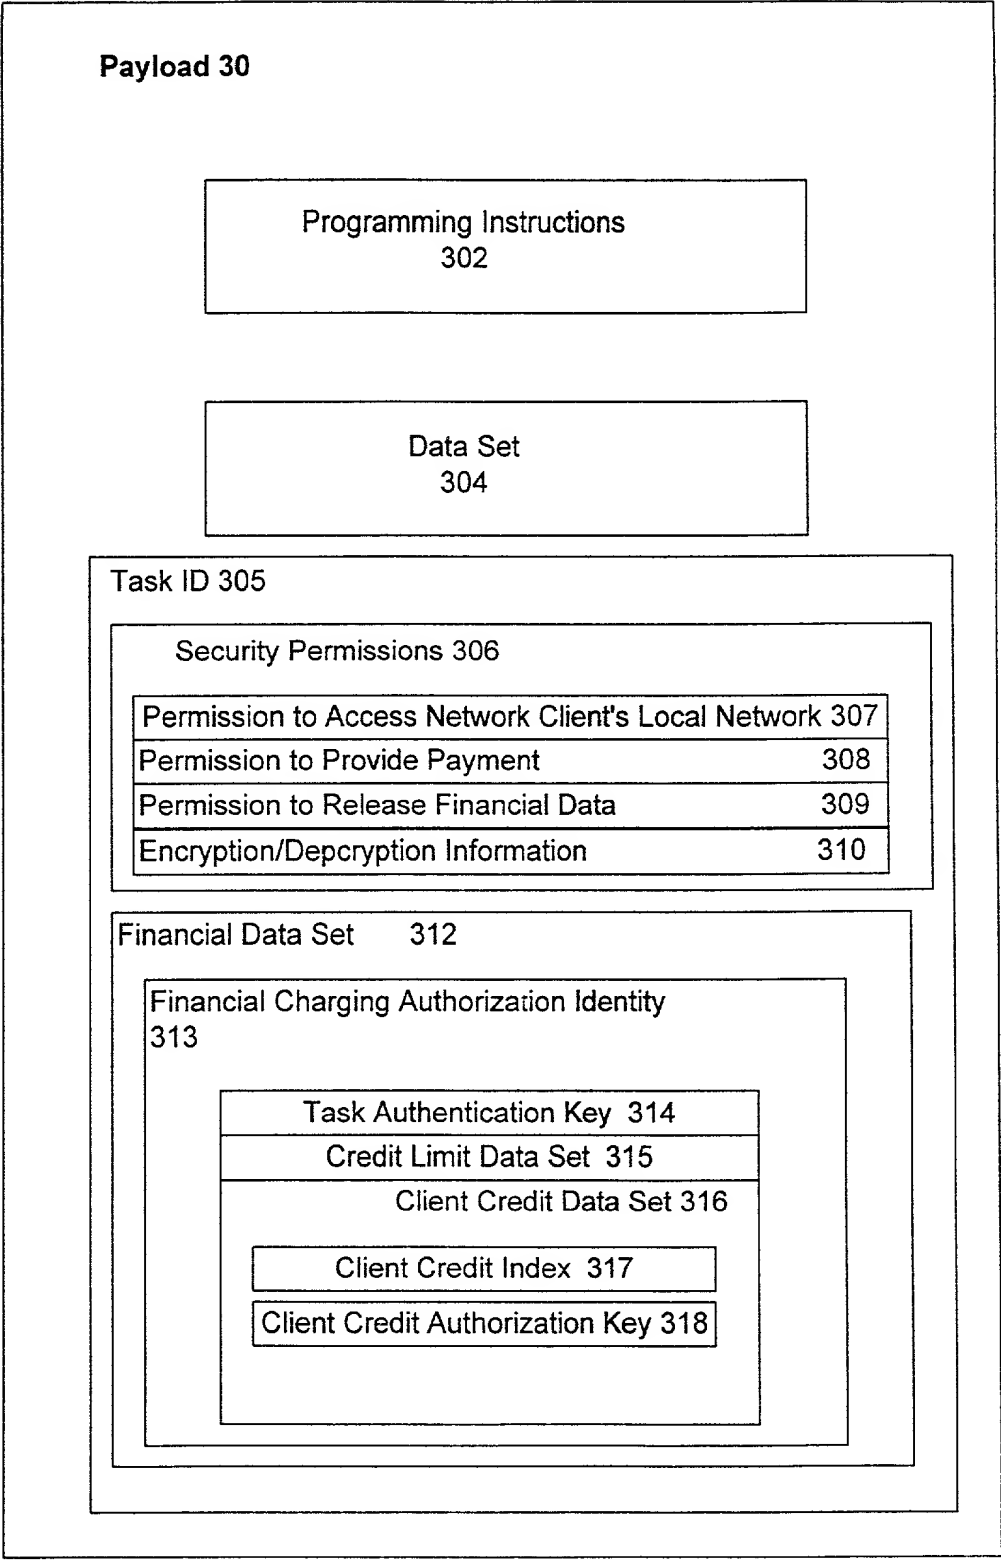 Payload 30
Programming Instructions
302
Data Set
304
Task ID 305
Security Permissions 306
Permission to Access Network Client's Local Network 307
Permission to Provide Payment 308
Permission to Release Financial Data 309
Encryption/Depcryption Information 310
Financial Data Set 312
Financial Charging Authorization Identity
313
Task Authentication Key 314
Credit Limit Data Set 315
Client Credit Data Set 316
Client Credit Index 317
Client Credit Authorization Key 318